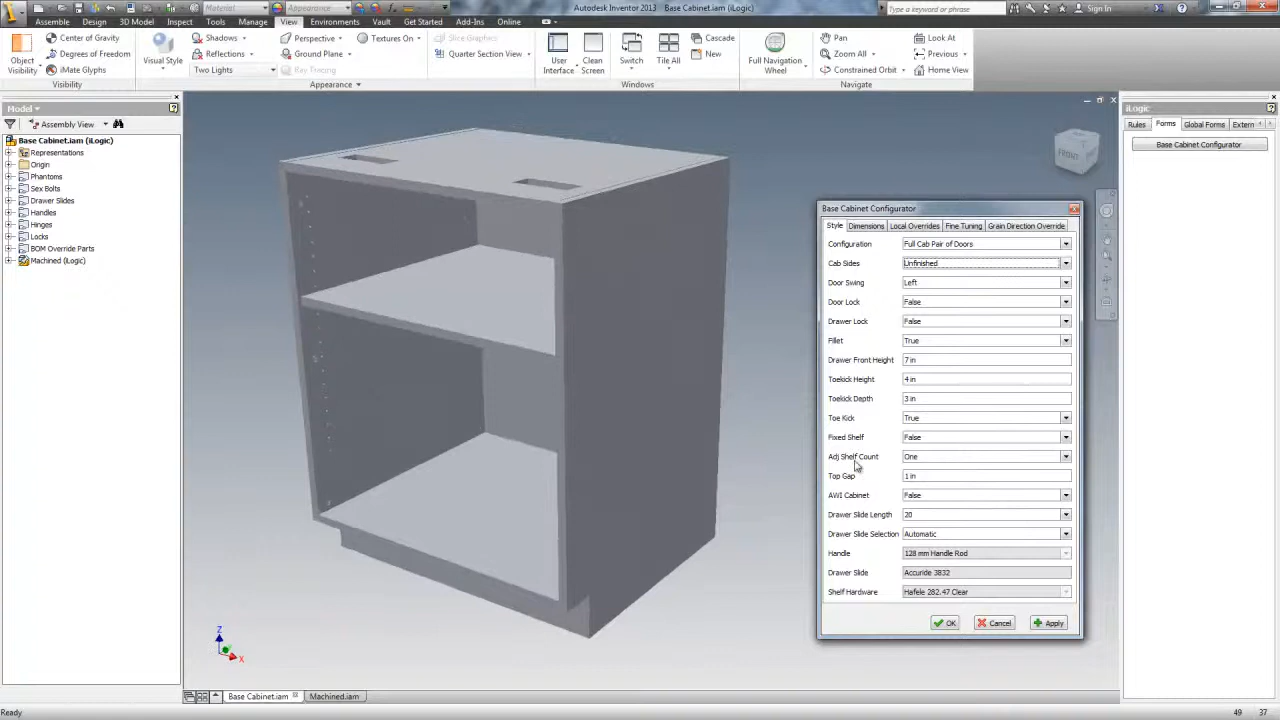 Material
Appearance
Autodesk Inventor 2013   Base Cabinet.iam (iLogic)
Type a keyword or phrase
Sign In
Assemble Design 3D Model Inspect Tools Manage View Environments Vault Get Started Add-Ins Online
Center of Gravity
Degrees of Freedom
iMate Glyphs
Object Visibility
Visibility
Visual Style
Shadows
Reflections
Two Lights
Perspective
Ground Plane
Ray Tracing
Textures On
Appearance
Slice Graphics
Quarter Section View
User Interface
Clean Screen
Switch
Tile All
Cascade
New
Windows
Full Navigation Wheel
Pan
Zoom All
Constrained Orbit
Look At
Previous
Home View
Navigate
Model
Assembly View
Base Cabinet.iam (iLogic)
Representations
Origin
Phantoms
Sex Bolts
Drawer Slides
Handles
Hinges
Locks
BOM Override Parts
Machined (iLogic)
FRONT
Z
X
Base Cabinet Configurator
Style Dimensions Local Overrides Fine Tuning Grain Direction Override
Configuration Full Cab Pair of Doors
Cab Sides Unfinished
Door Swing Left
Door Lock False
Drawer Lock False
Fillet True
Drawer Front Height 7 in
Toekick Height 4 in
Toekick Depth 3 in
Toe Kick True
Fixed Shelf False
Adj Shelf Count One
Top Gap 1 in
AWI Cabinet False
Drawer Slide Length 20
Drawer Slide Selection Automatic
Handle 128 mm Handle Rod
Drawer Slide Accuride 3832
Shelf Hardware Hafele 282.47 Clear
OK Cancel Apply
iLogic
Rules Forms Global Forms Extern
Base Cabinet Configurator
Base Cabinet.iam Machined.iam
Ready
49 37